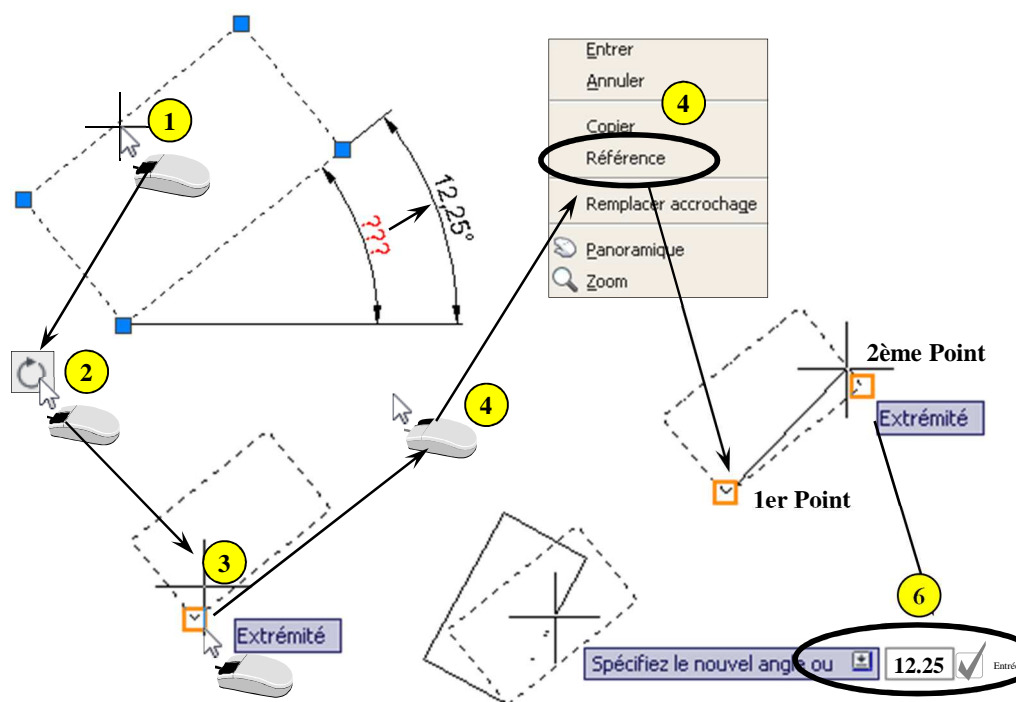 1
???
12,25°
2
3
Extrémité
4
Entrer
Annuler
4
Copier
Référence
Remplacer accrochage
Panoramique
Zoom
2ème Point
Extrémité
1er Point
6
Spécifiez le nouvel angle ou
12.25
Entrée